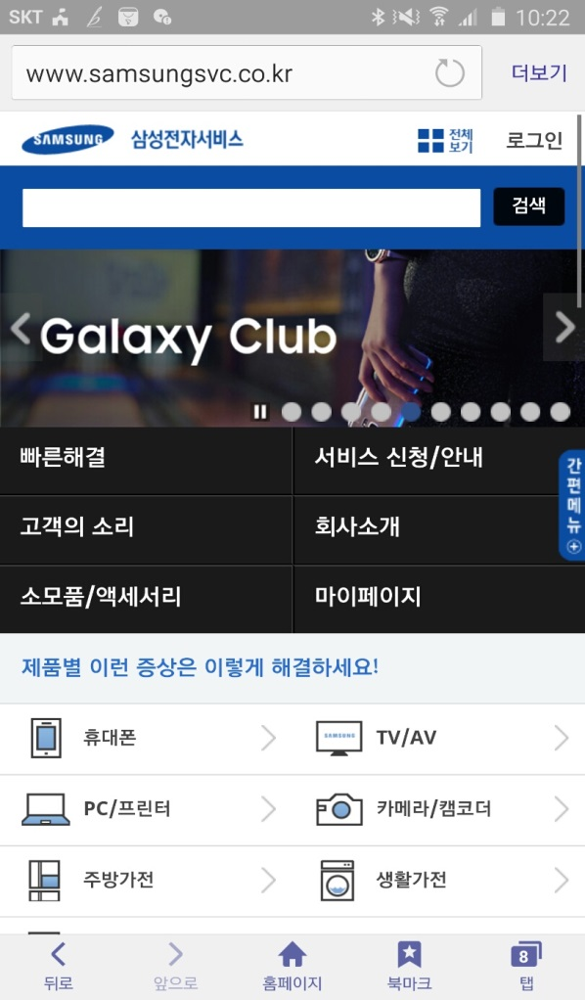 SKT 10:22
www.samsungsvc.co.kr 더보기
SAMSUNG 삼성전자서비스 전체 보기 로그인
검색
Galaxy Club
빠른해결 서비스 신청/안내
고객의 소리 회사소개
소모품/액세서리 마이페이지
간편메뉴
제품별 이런 증상은 이렇게 해결하세요!
휴대폰 SAMSUNG TV/AV
PC/프린터 카메라/캠코더
주방가전 생활가전
8
뒤로 앞으로 홈페이지 북마크 탭